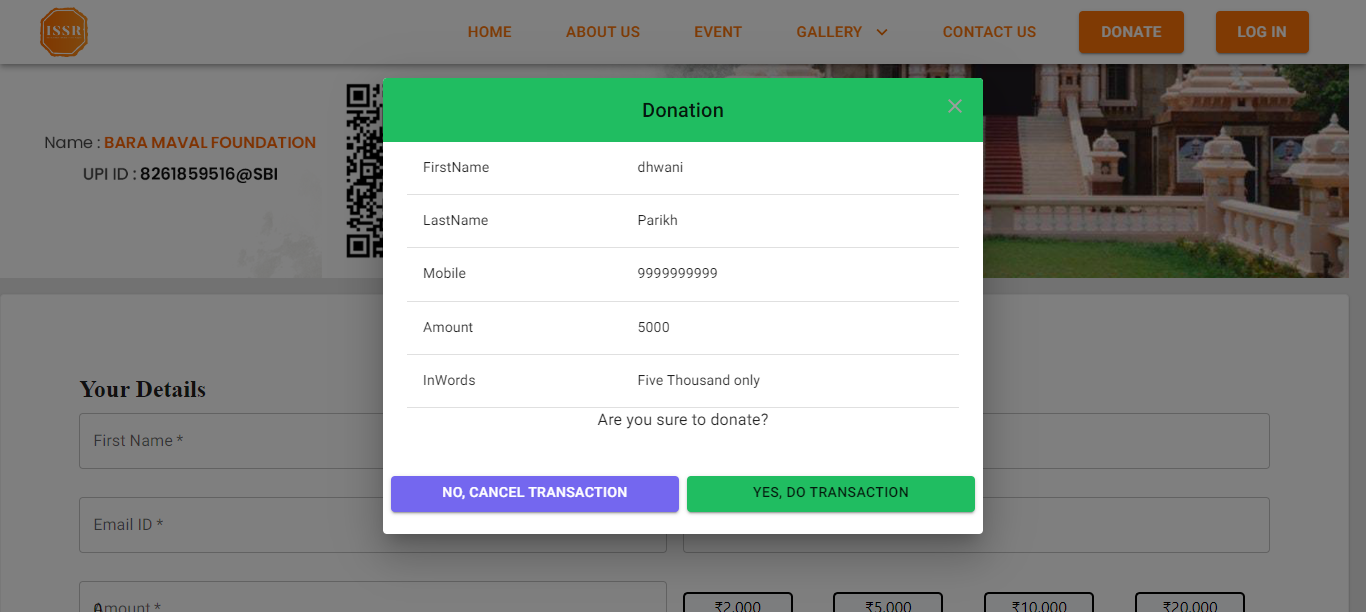 ISSR
HOME ABOUT US EVENT GALLERY CONTACT US DONATE LOG IN
Name : BARA MAVAL FOUNDATION
UPI ID : 8261859516@SBI
Donation
FirstName dhwani
LastName Parikh
Mobile 9999999999
Amount 5000
InWords Five Thousand only
Are you sure to donate?
NO, CANCEL TRANSACTION YES, DO TRANSACTION
Your Details
First Name *
Email ID *
Amount *
₹2,000 ₹5,000 ₹10,000 ₹20,000